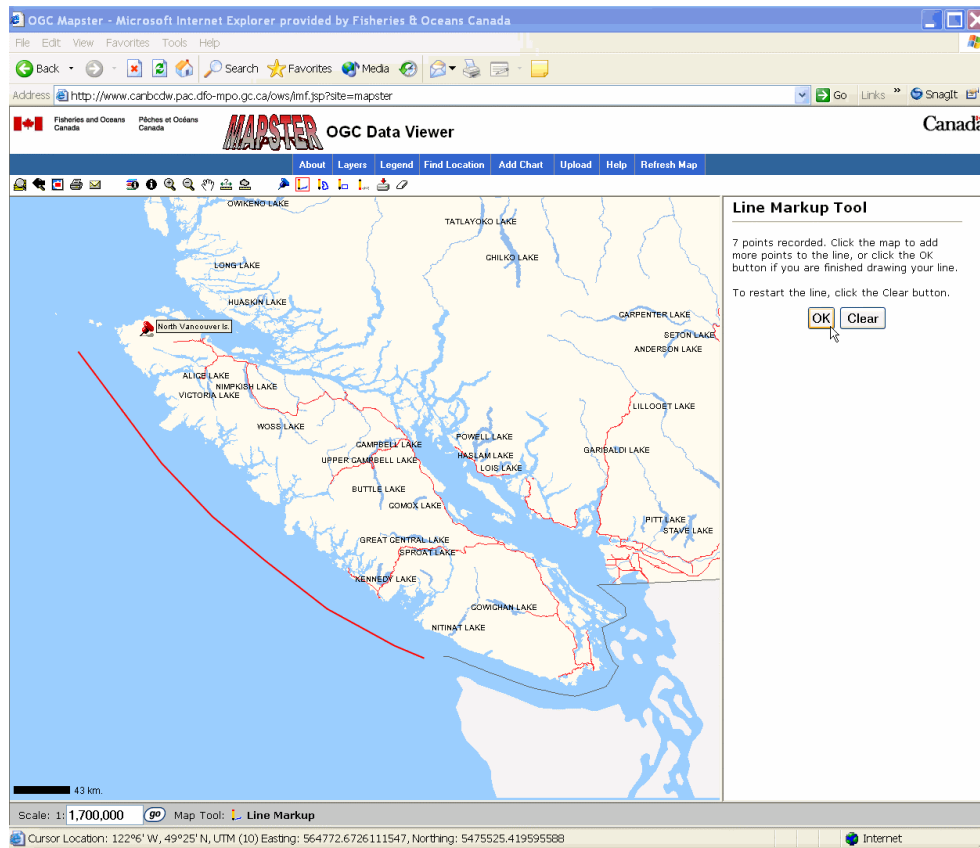 OGC Mapster - Microsoft Internet Explorer provided by Fisheries & Oceans Canada
File Edit View Favorites Tools Help
Back Search Favorites Media
Address http://www.canbcdw.pac.dfo-mpo.gc.ca/ows/imf.jsp?site=mapster Go Links » SnagIt
Fisheries and Oceans Canada
Pêches et Océans Canada
MAPSTER OGC Data Viewer
Canada
About Layers Legend Find Location Add Chart Upload Help Refresh Map
OWIKENO LAKE
TATLAYOKO LAKE
CHILKO LAKE
LONG LAKE
HUASKIN LAKE
CARPENTER LAKE
North Vancouver Is.
SETON LAKE
ANDERSON LAKE
ALICE LAKE
NIMPKISH LAKE
VICTORIA LAKE
LILLOOET LAKE
WOSS LAKE
POWELL LAKE
CAMPBELL LAKE
GARIBALDI LAKE
HASLAM LAKE
UPPER CAMPBELL LAKE
LOIS LAKE
BUTTLE LAKE
COMOX LAKE
PITT LAKE
STAVE LAKE
GREAT CENTRAL LAKE
SPROAT LAKE
KENNEDY LAKE
COWICHAN LAKE
NITINAT LAKE
43 km.
Line Markup Tool
7 points recorded. Click the map to add
more points to the line, or click the OK
button if you are finished drawing your line.
To restart the line, click the Clear button.
OK Clear
Scale: 1: 1,700,000 go Map Tool: Line Markup
Cursor Location: 122°6' W, 49°25' N, UTM (10) Easting: 564772.6726111547, Northing: 5475525.419595588 Internet